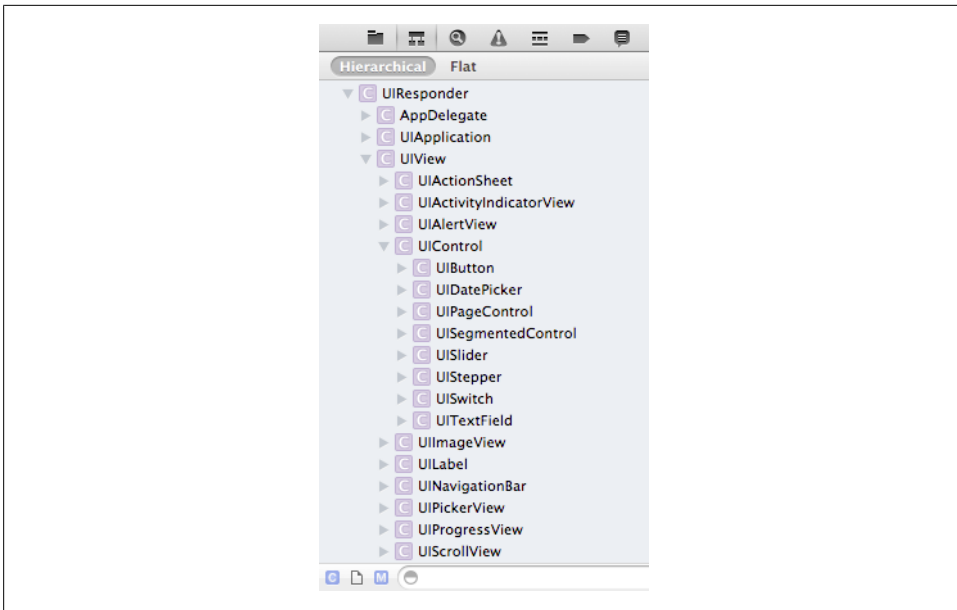 Hierarchical Flat
UIResponder
AppDelegate
UIApplication
UIView
UIActionSheet
UIActivityIndicatorView
UIAlertView
UIControl
UIButton
UIDatePicker
UIPageControl
UISegmentedControl
UISlider
UIStepper
UISwitch
UITextField
UIImageView
UILabel
UINavigationBar
UIPickerView
UIProgressView
UIScrollView
C M